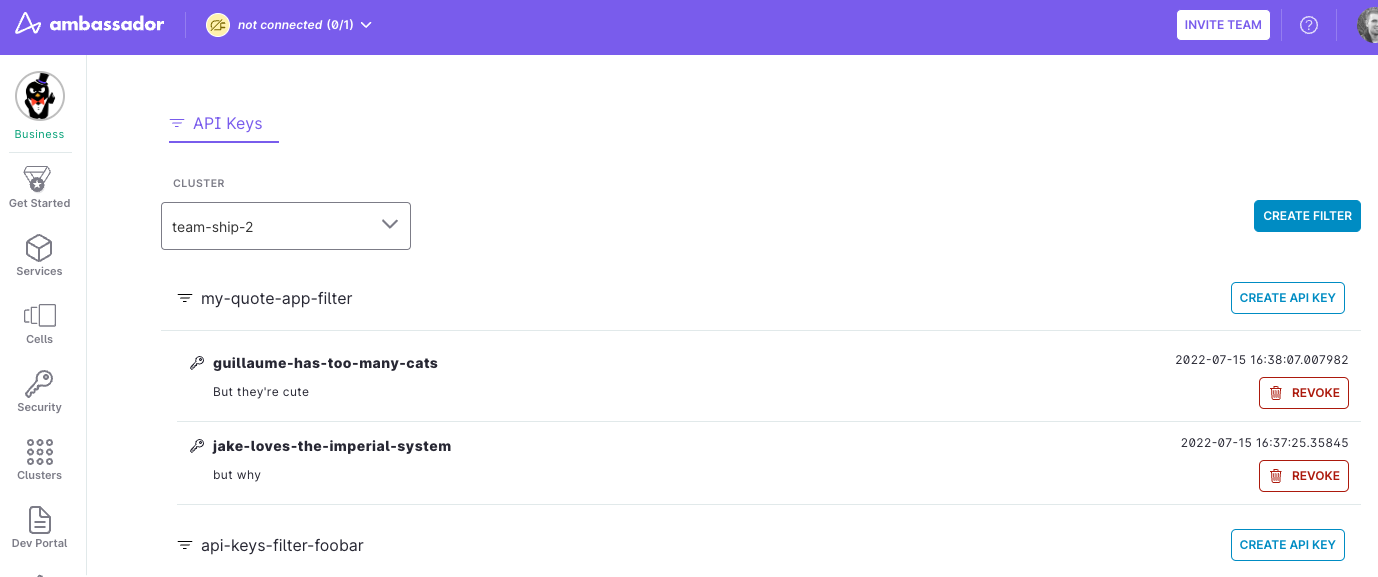 ambassador
not connected (0/1)
INVITE TEAM
Business
Get Started
Services
Cells
Security
Clusters
Dev Portal
API Keys
CLUSTER
team-ship-2
CREATE FILTER
my-quote-app-filter
CREATE API KEY
guillaume-has-too-many-cats
2022-07-15 16:38:07.007982
But they're cute
REVOKE
jake-loves-the-imperial-system
2022-07-15 16:37:25.35845
but why
REVOKE
api-keys-filter-foobar
CREATE API KEY